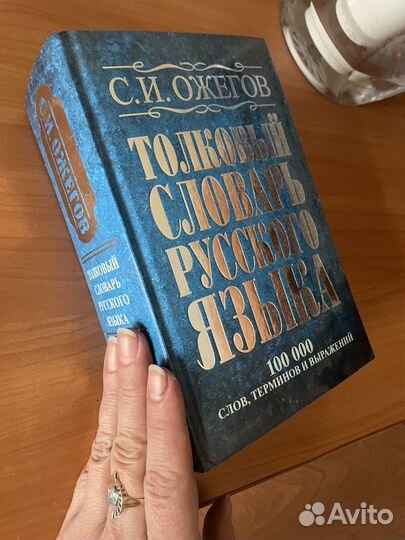 С.И. ОЖЕГОВ
ТОЛКОВЫЙ
СЛОВАРЬ
РУССКОГО
ЯЗЫКА
100 000
СЛОВ, ТЕРМИНОВ И ВЫРАЖЕНИЙ
С.И. ОЖЕГОВ
ТОЛКОВЫЙ
СЛОВАРЬ
РУССКОГО
ЯЗЫКА
Avito